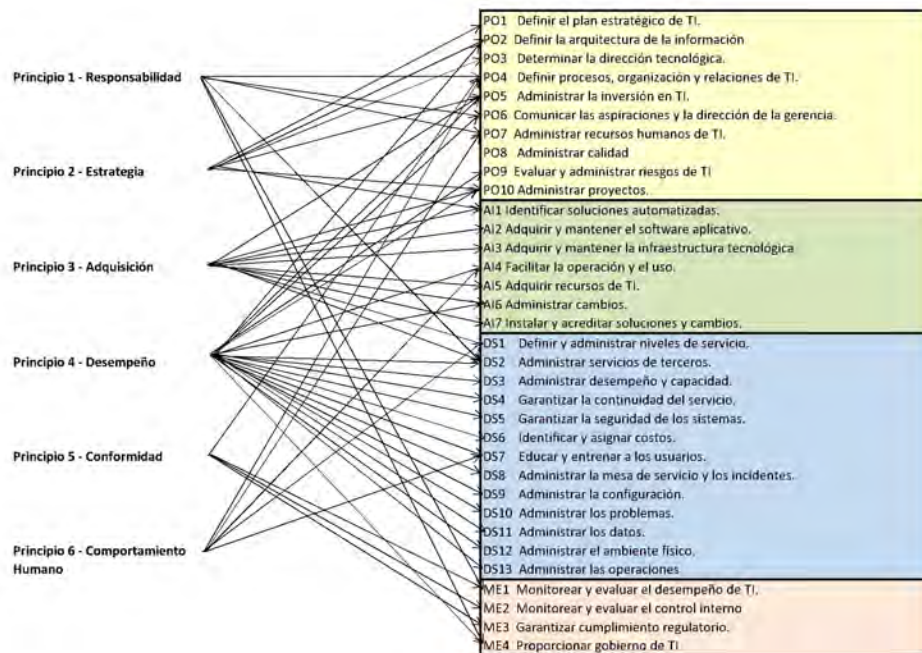 Principio 1 - Responsabilidad
Principio 2 - Estrategia
Principio 3 - Adquisición
Principio 4 - Desempeño
Principio 5 - Conformidad
Principio 6 - Comportamiento
Humano
PO1 Definir el plan estratégico de TI.
PO2 Definir la arquitectura de la información
PO3 Determinar la dirección tecnológica.
PO4 Definir procesos, organización y relaciones de TI.
PO5 Administrar la inversión en TI.
PO6 Comunicar las aspiraciones y la dirección de la gerencia.
PO7 Administrar recursos humanos de TI.
PO8 Administrar calidad
PO9 Evaluar y administrar riesgos de TI
PO10 Administrar proyectos.
AI1 Identificar soluciones automatizadas.
AI2 Adquirir y mantener el software aplicativo.
AI3 Adquirir y mantener la infraestructura tecnológica
AI4 Facilitar la operación y el uso.
AI5 Adquirir recursos de TI.
AI6 Administrar cambios.
AI7 Instalar y acreditar soluciones y cambios.
DS1 Definir y administrar niveles de servicio.
DS2 Administrar servicios de terceros.
DS3 Administrar desempeño y capacidad.
DS4 Garantizar la continuidad del servicio.
DS5 Garantizar la seguridad de los sistemas.
DS6 Identificar y asignar costos.
DS7 Educar y entrenar a los usuarios.
DS8 Administrar la mesa de servicio y los incidentes.
DS9 Administrar la configuración.
DS10 Administrar los problemas.
DS11 Administrar los datos.
DS12 Administrar el ambiente físico.
DS13 Administrar las operaciones
ME1 Monitorear y evaluar el desempeño de TI.
ME2 Monitorear y evaluar el control interno
ME3 Garantizar cumplimiento regulatorio.
ME4 Proporcionar gobierno de TI